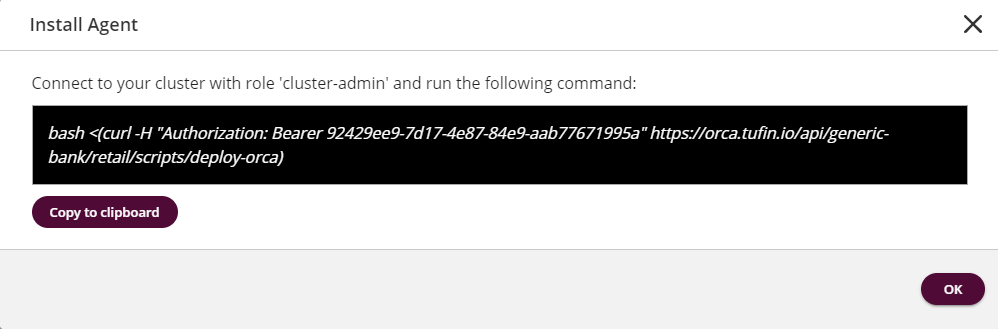 Install Agent
Connect to your cluster with role 'cluster-admin' and run the following command:
bash <(curl -H "Authorization: Bearer 92429ee9-7d17-4e87-84e9-aab77671995a" https://orca.tufin.io/api/generic-
bank/retail/scripts/deploy-orca)
Copy to clipboard
OK